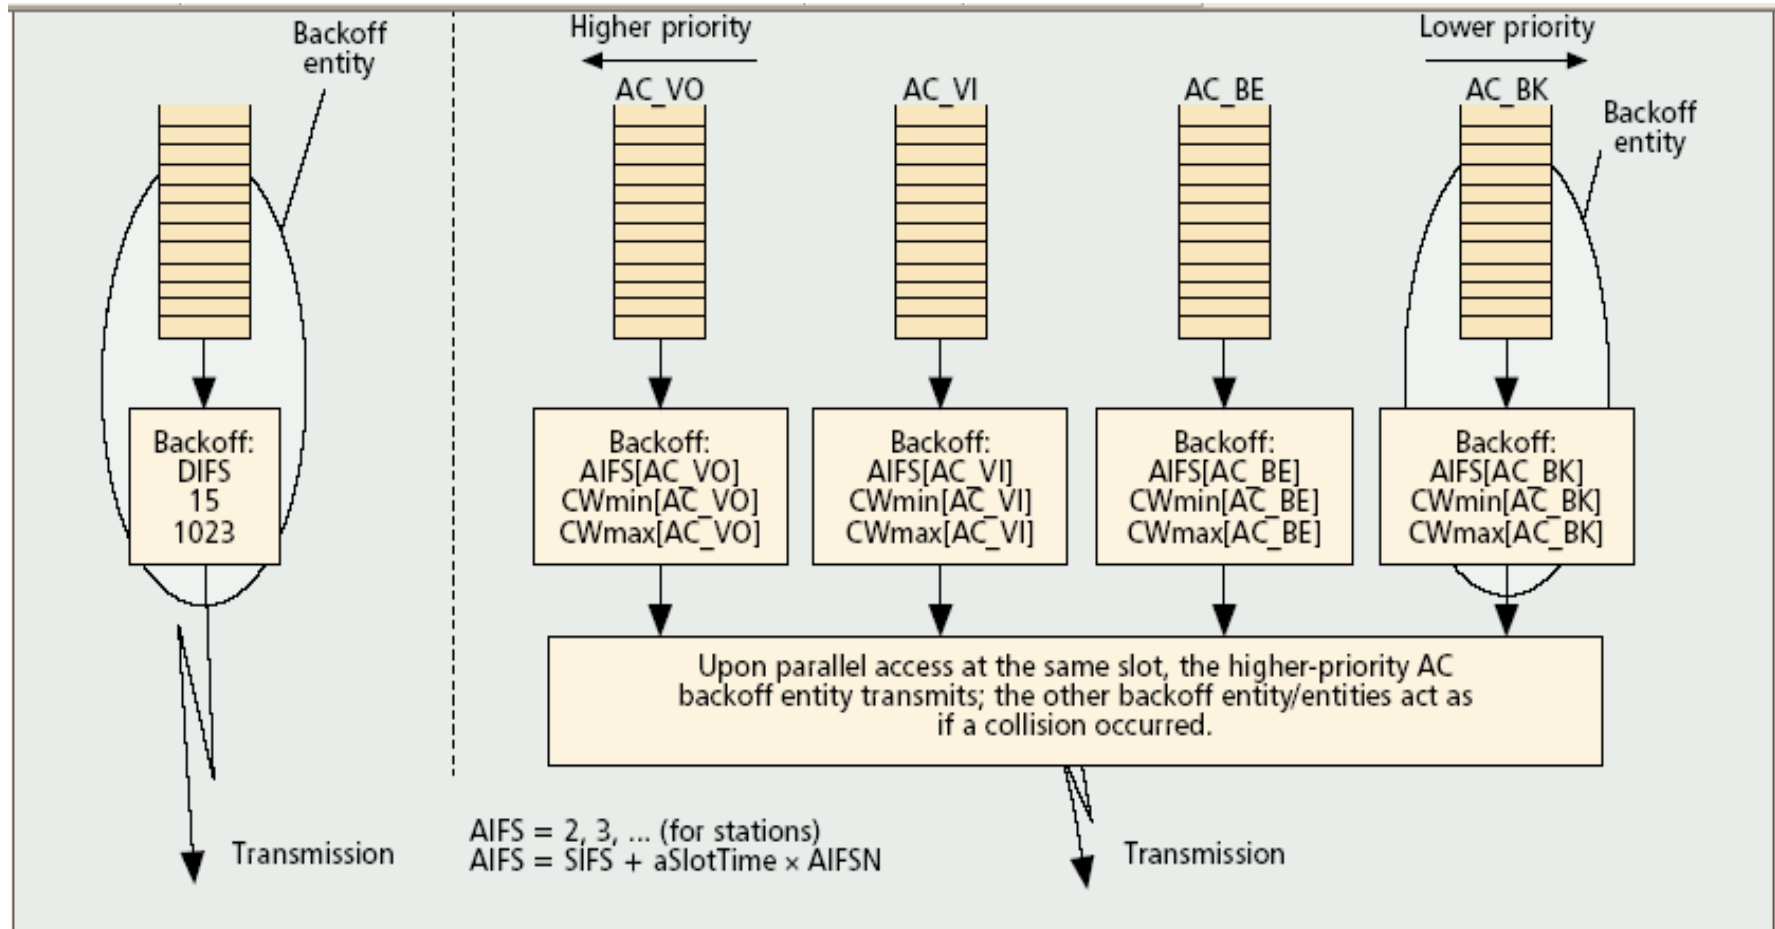 Backoff
entity
Backoff:
DIFS
15
1023
Transmission
Higher priority
Lower priority
AC_VO
AC_VI
AC_BE
AC_BK
Backoff
entity
Backoff:
AIFS[AC_VO]
CWmin[AC_VO]
CWmax[AC_VO]
Backoff:
AIFS[AC_VI]
CWmin[AC_VI]
CWmax[AC_VI]
Backoff:
AIFS[AC_BE]
CWmin[AC_BE]
CWmax[AC_BE]
Backoff:
AIFS[AC_BK]
CWmin[AC_BK]
CWmax[AC_BK]
Upon parallel access at the same slot, the higher-priority AC
backoff entity transmits; the other backoff entity/entities act as
if a collision occurred.
AIFS = 2, 3, ... (for stations)
AIFS = SIFS + aSlotTime × AIFSN
Transmission